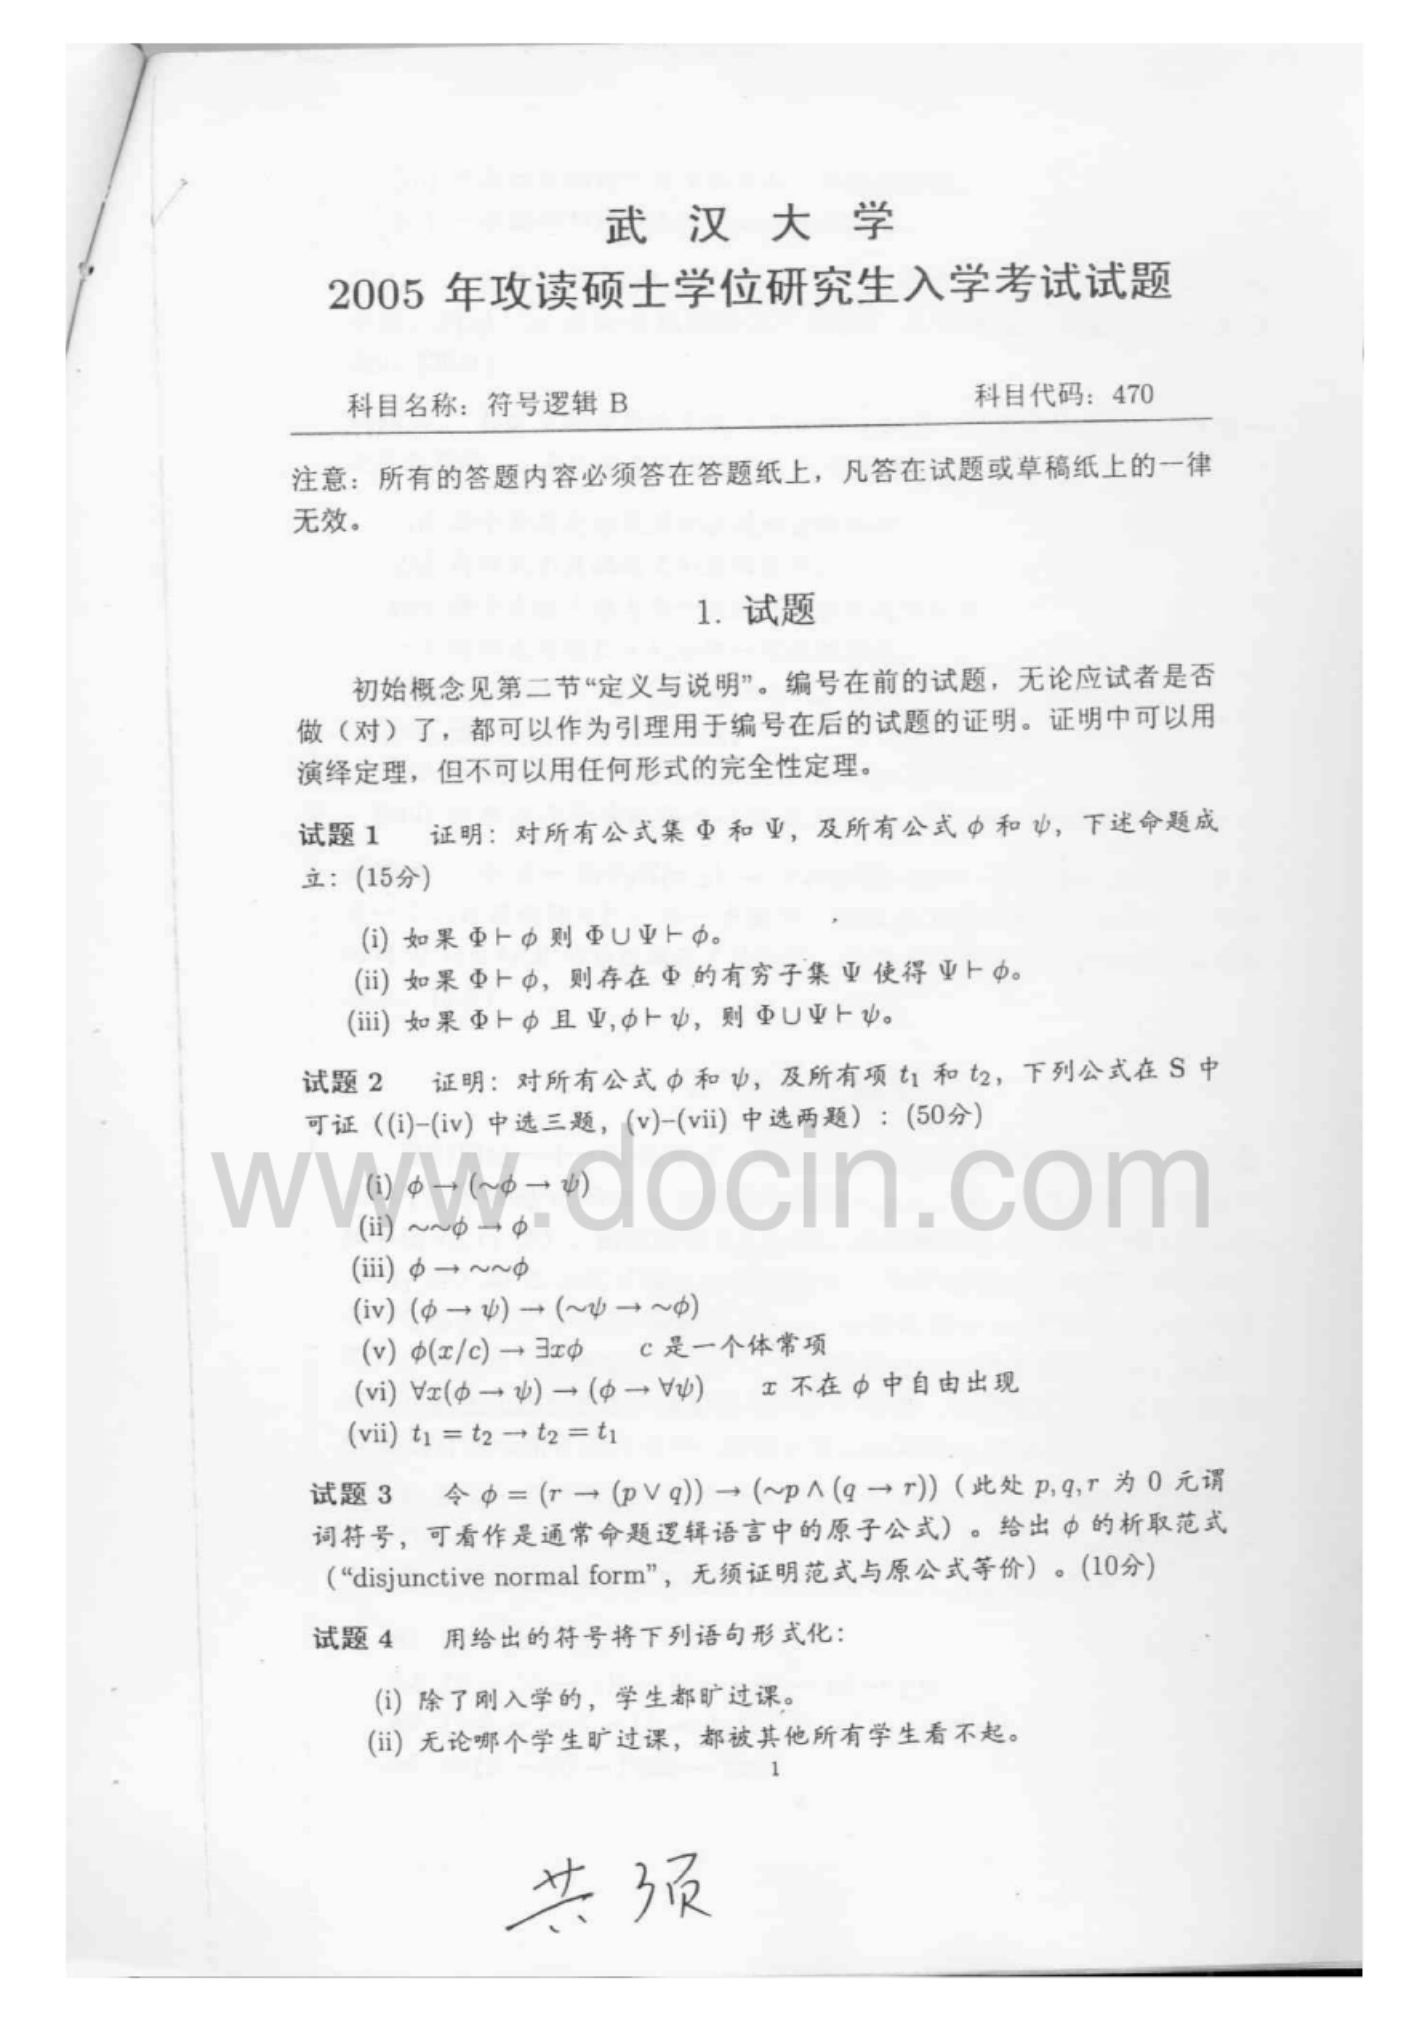 武 汉 大 学
2005 年攻读硕士学位研究生入学考试试题
科目名称：符号逻辑 B 科目代码：470
注意：所有的答题内容必须答在答题纸上，凡答在试题或草稿纸上的一律
无效。
1. 试题
初始概念见第二节“定义与说明”。编号在前的试题，无论应试者是否
做（对）了，都可以作为引理用于编号在后的试题的证明。证明中可以用
演绎定理，但不可以用任何形式的完全性定理。
试题 1 证明：对所有公式集 Φ 和 Ψ，及所有公式 ϕ 和 ψ，下述命题成
立：(15分)
(i) 如果 Φ ⊢ ϕ 则 Φ ∪ Ψ ⊢ ϕ。
(ii) 如果 Φ ⊢ ϕ，则存在 Φ 的有穷子集 Ψ 使得 Ψ ⊢ ϕ。
(iii) 如果 Φ ⊢ ϕ 且 Ψ,ϕ ⊢ ψ，则 Φ ∪ Ψ ⊢ ψ。
试题 2 证明：对所有公式 ϕ 和 ψ，及所有项 t₁ 和 t₂，下列公式在 S 中
可证（(i)–(iv) 中选三题，(v)–(vii) 中选两题）：(50分)
www.docin.com
(i) ϕ → (∼ϕ → ψ)
(ii) ∼∼ϕ → ϕ
(iii) ϕ → ∼∼ϕ
(iv) (ϕ → ψ) → (∼ψ → ∼ϕ)
(v) ϕ(x/c) → ∃xϕ c 是一个体常项
(vi) ∀x(ϕ → ψ) → (ϕ → ∀ψ) x 不在 ϕ 中自由出现
(vii) t₁ = t₂ → t₂ = t₁
试题 3 令 ϕ = (r → (p ∨ q)) → (∼p ∧ (q → r))（此处 p,q,r 为 0 元谓
词符号，可看作是通常命题逻辑语言中的原子公式）。给出 ϕ 的析取范式
（“disjunctive normal form”，无须证明范式与原公式等价）。(10分)
试题 4 用给出的符号将下列语句形式化：
(i) 除了刚入学的，学生都旷过课。
(ii) 无论哪个学生旷过课，都被其他所有学生看不起。
1
共 3页